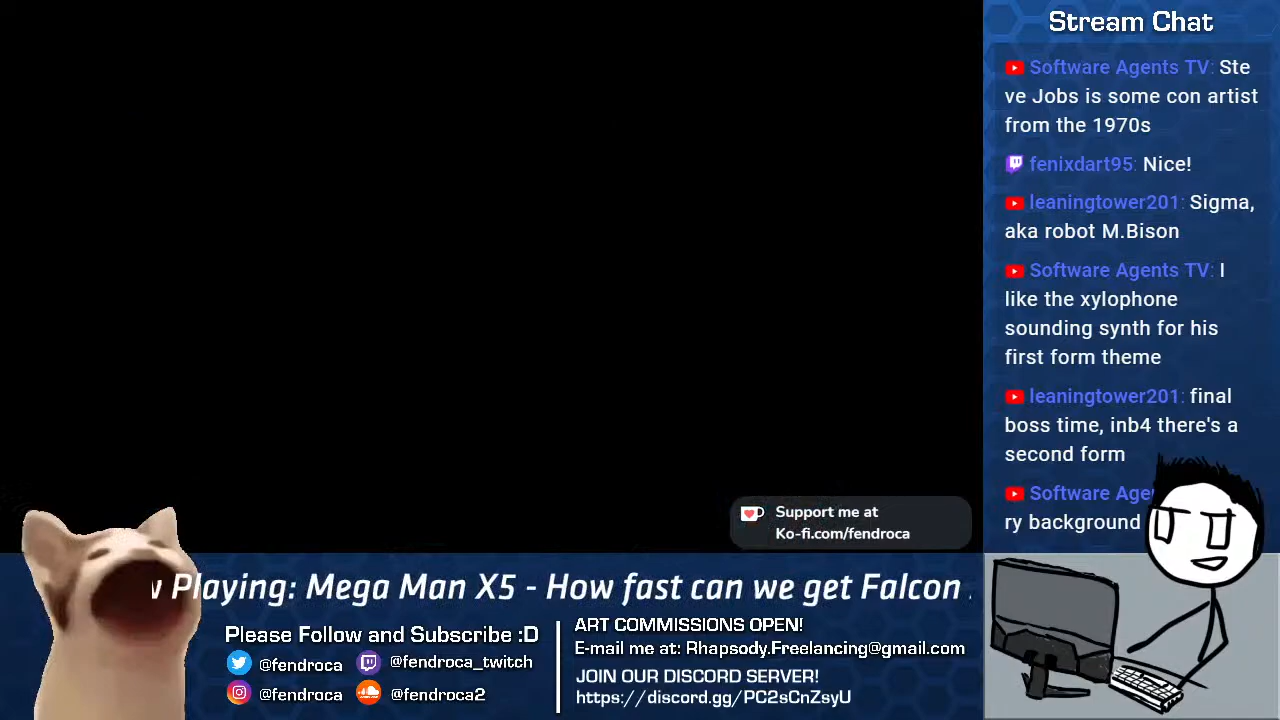 Stream Chat
Software Agents TV: Ste
ve Jobs is some con artist
from the 1970s
fenixdart95: Nice!
leaningtower201: Sigma,
aka robot M.Bison
Software Agents TV: I
like the xylophone
sounding synth for his
first form theme
leaningtower201: final
boss time, inb4 there's a
second form
Software
ry background
Support me at
Ko-fi.com/fendroca
Playing: Mega Man X5 - How fast can we get Falcon
Please Follow and Subscribe :D
@fendroca
@fendroca_twitch
@fendroca
@fendroca2
ART COMMISSIONS OPEN!
E-mail me at: Rhapsody.Freelancing@gmail.com
JOIN OUR DISCORD SERVER!
https://discord.gg/PC2sCnZsyU